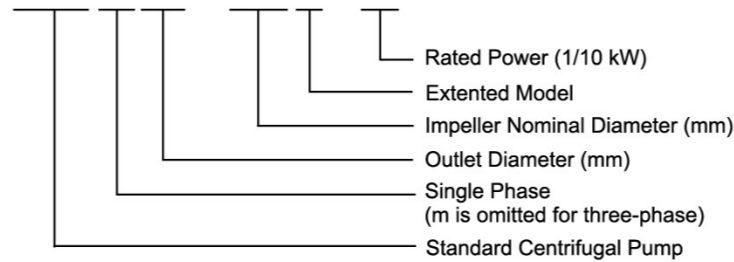 Rated Power (1/10 kW)
Extented Model
Impeller Nominal Diameter (mm)
Outlet Diameter (mm)
Single Phase
(m is omitted for three-phase)
Standard Centrifugal Pump